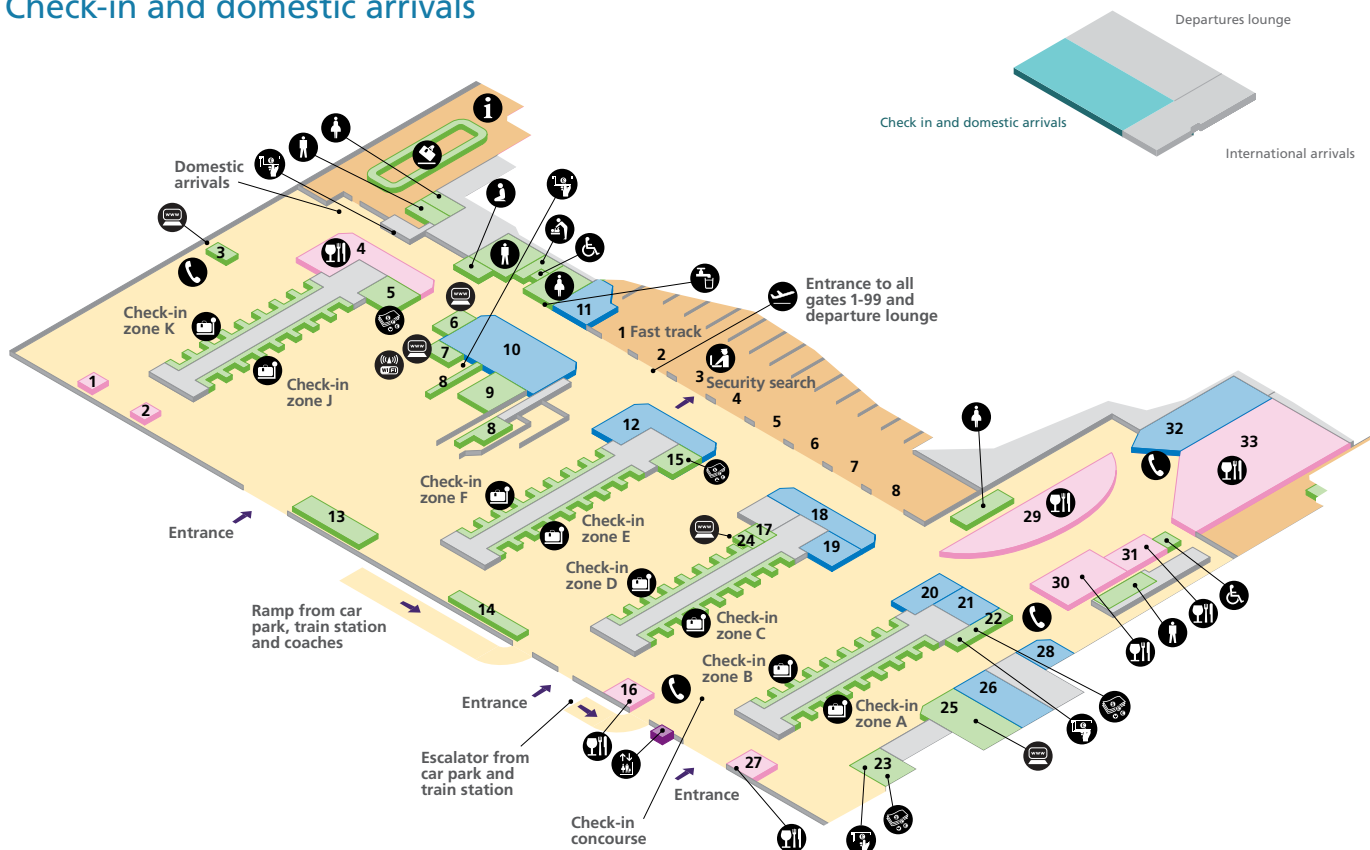 Check-in and domestic arrivals
Departures lounge
Check in and domestic arrivals
International arrivals
i
Domestic
arrivals
www
3
4
5
Check-in
zone K
Check-in
zone J
1
2
www
6
7
www
WiFi
8
9
10
8
11
Entrance to all
gates 1-99 and
departure lounge
1 Fast track
2
3
Security search
4
5
6
7
8
12
15
Check-in
zone F
Check-in
zone E
13
Entrance
14
Ramp from car
park, train station
and coaches
www
24
17
18
19
Check-in
zone D
Check-in
zone C
32
33
29
30
31
20
21
22
Check-in
zone B
Check-in
zone A
28
26
25
www
23
16
Entrance
Escalator from
car park and
train station
27
Entrance
Check-in
concourse